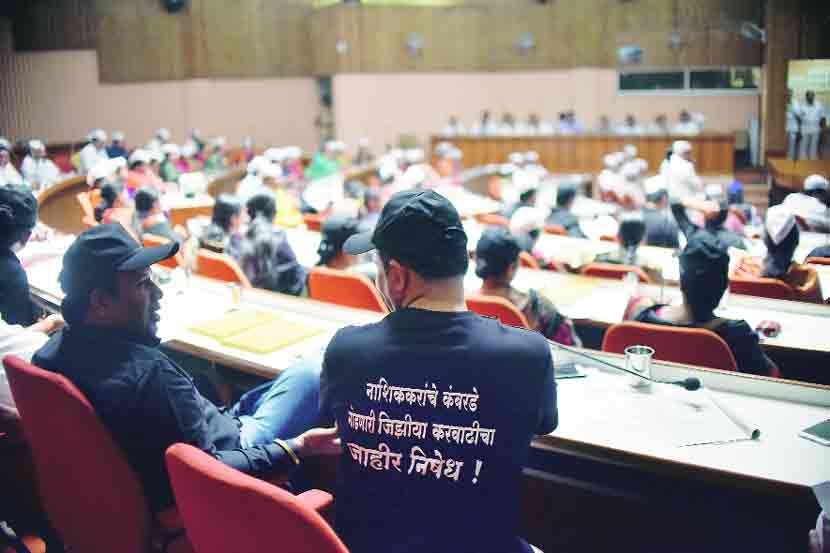 नाशिककरांचे कंबरडे
मोडणारी जिझीया करवाढीचा
जाहीर निषेध !